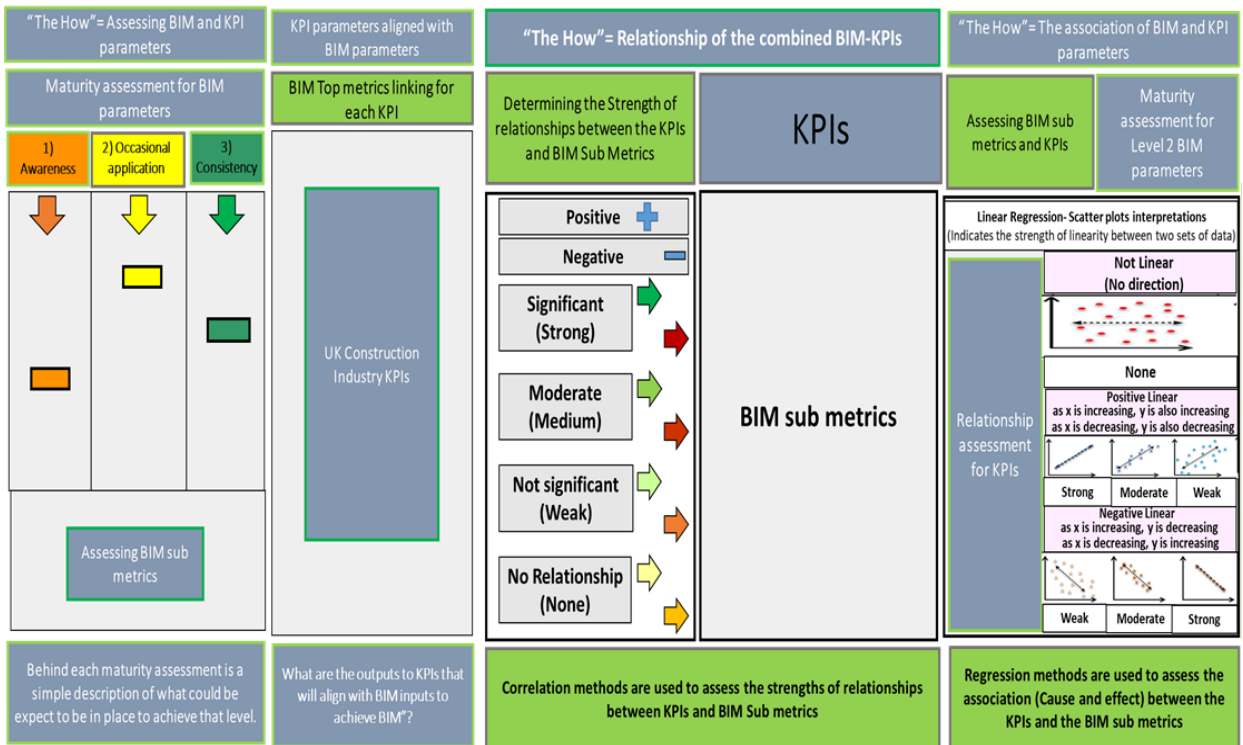 “The How”= Assessing BIM and KPI
parameters
Maturity assessment for BIM
parameters
1)
Awareness
2) Occasional
application
3)
Consistency
Assessing BIM sub
metrics
Behind each maturity assessment is a
simple description of what could be
expect to be in place to achieve that level.
KPI parameters aligned with
BIM parameters
BIM Top metrics linking for
each KPI
UK Construction
Industry KPIs
What are the outputs to KPIs that
will align with BIM inputs to
achieve BIM”?
“The How”= Relationship of the combined BIM-KPIs
Determining the Strength of
relationships between the KPIs
and BIM Sub Metrics
KPIs
Positive
Negative
Significant
(Strong)
Moderate
(Medium)
Not significant
(Weak)
No Relationship
(None)
BIM sub metrics
Correlation methods are used to assess the strengths of relationships
between KPIs and BIM Sub metrics
“The How”= The association of BIM and KPI
parameters
Assessing BIM sub
metrics and KPIs
Maturity
assessment for
Level 2 BIM
parameters
Linear Regression- Scatter plots interpretations
(Indicates the strength of linearity between two sets of data)
Relationship
assessment
for KPIs
Not Linear
(No direction)
None
Positive Linear
as x is increasing, y is also increasing
as x is decreasing, y is also decreasing
Strong
Moderate
Weak
Negative Linear
as x is increasing, y is decreasing
as x is decreasing, y is increasing
Weak
Moderate
Strong
Regression methods are used to assess the
association (Cause and effect) between the
KPIs and the BIM sub metrics